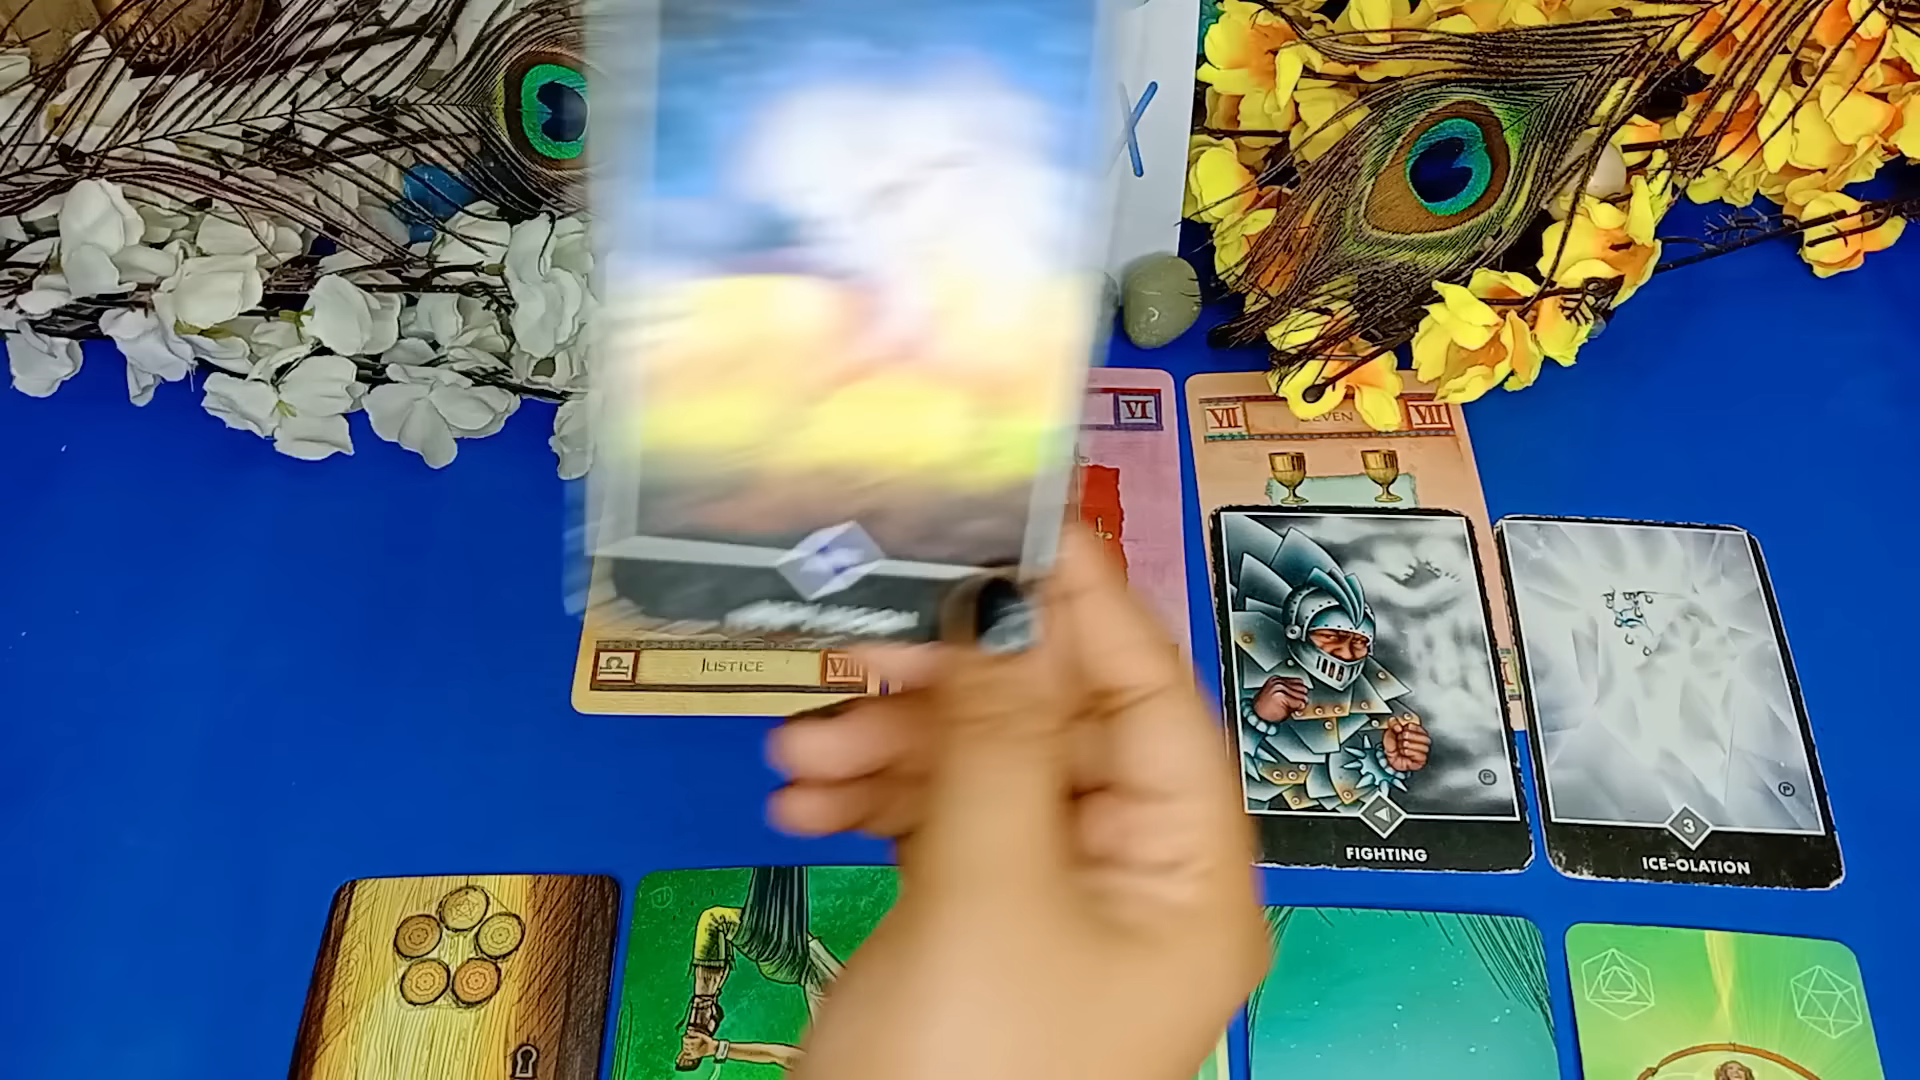 X
VI
VII SEVEN VII
JUSTICE VIII
P
FIGHTING
P
3
ICE-OLATION